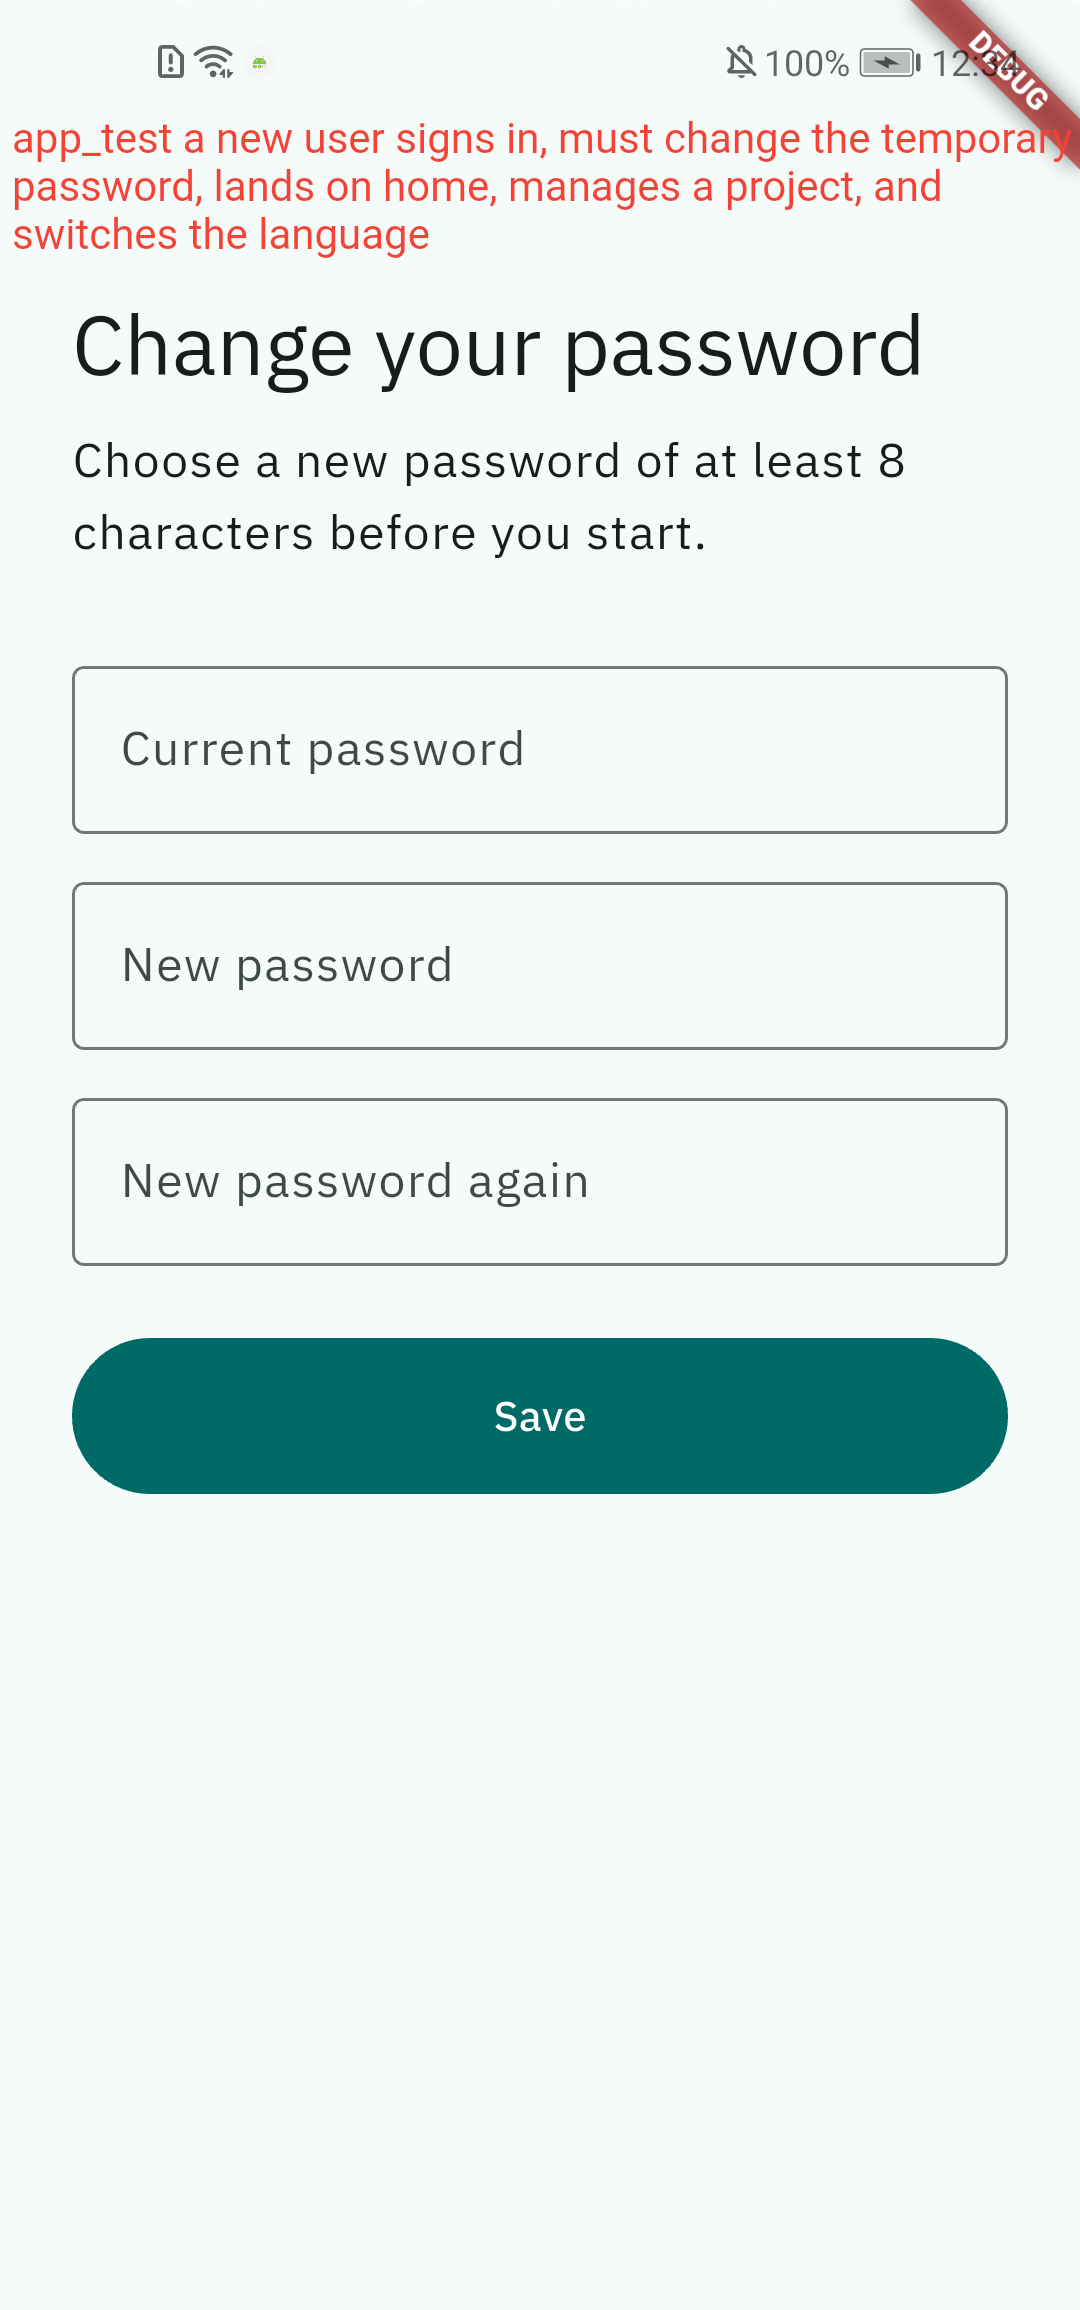 100%
DEBUG
app_test a new user signs in, must change the temporary
password, lands on home, manages a project, and
switches the language
Change your password
Choose a new password of at least 8
characters before you start.
Current password
New password
New password again
Save